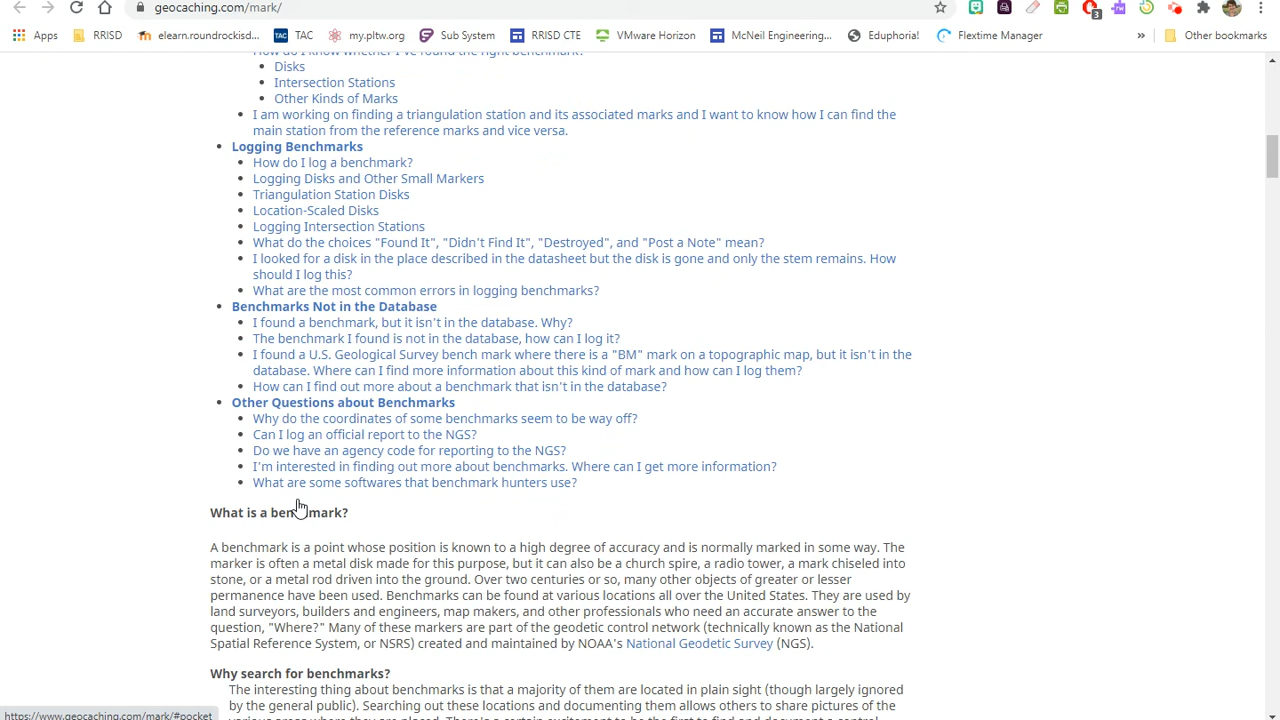 geocaching.com/mark/
3
Apps RRISD elearn.roundrockisd... TAC TAC my.pltw.org Sub System RRISD CTE VMware Horizon McNeil Engineering... Eduphoria! Flextime Manager » Other bookmarks
How do I know whether I've found the right benchmark?
• Disks
• Intersection Stations
• Other Kinds of Marks
• I am working on finding a triangulation station and its associated marks and I want to know how I can find the
main station from the reference marks and vice versa.
• Logging Benchmarks
• How do I log a benchmark?
• Logging Disks and Other Small Markers
• Triangulation Station Disks
• Location-Scaled Disks
• Logging Intersection Stations
• What do the choices "Found It", "Didn't Find It", "Destroyed", and "Post a Note" mean?
• I looked for a disk in the place described in the datasheet but the disk is gone and only the stem remains. How
should I log this?
• What are the most common errors in logging benchmarks?
• Benchmarks Not in the Database
• I found a benchmark, but it isn't in the database. Why?
• The benchmark I found is not in the database, how can I log it?
• I found a U.S. Geological Survey bench mark where there is a "BM" mark on a topographic map, but it isn't in the
database. Where can I find more information about this kind of mark and how can I log them?
• How can I find out more about a benchmark that isn't in the database?
• Other Questions about Benchmarks
• Why do the coordinates of some benchmarks seem to be way off?
• Can I log an official report to the NGS?
• Do we have an agency code for reporting to the NGS?
• I'm interested in finding out more about benchmarks. Where can I get more information?
• What are some softwares that benchmark hunters use?
What is a benchmark?
A benchmark is a point whose position is known to a high degree of accuracy and is normally marked in some way. The
marker is often a metal disk made for this purpose, but it can also be a church spire, a radio tower, a mark chiseled into
stone, or a metal rod driven into the ground. Over two centuries or so, many other objects of greater or lesser
permanence have been used. Benchmarks can be found at various locations all over the United States. They are used by
land surveyors, builders and engineers, map makers, and other professionals who need an accurate answer to the
question, "Where?" Many of these markers are part of the geodetic control network (technically known as the National
Spatial Reference System, or NSRS) created and maintained by NOAA's National Geodetic Survey (NGS).
Why search for benchmarks?
The interesting thing about benchmarks is that a majority of them are located in plain sight (though largely ignored
by the general public). Searching out these locations and documenting them allows others to share pictures of the
https://www.geocaching.com/mark/#pocket